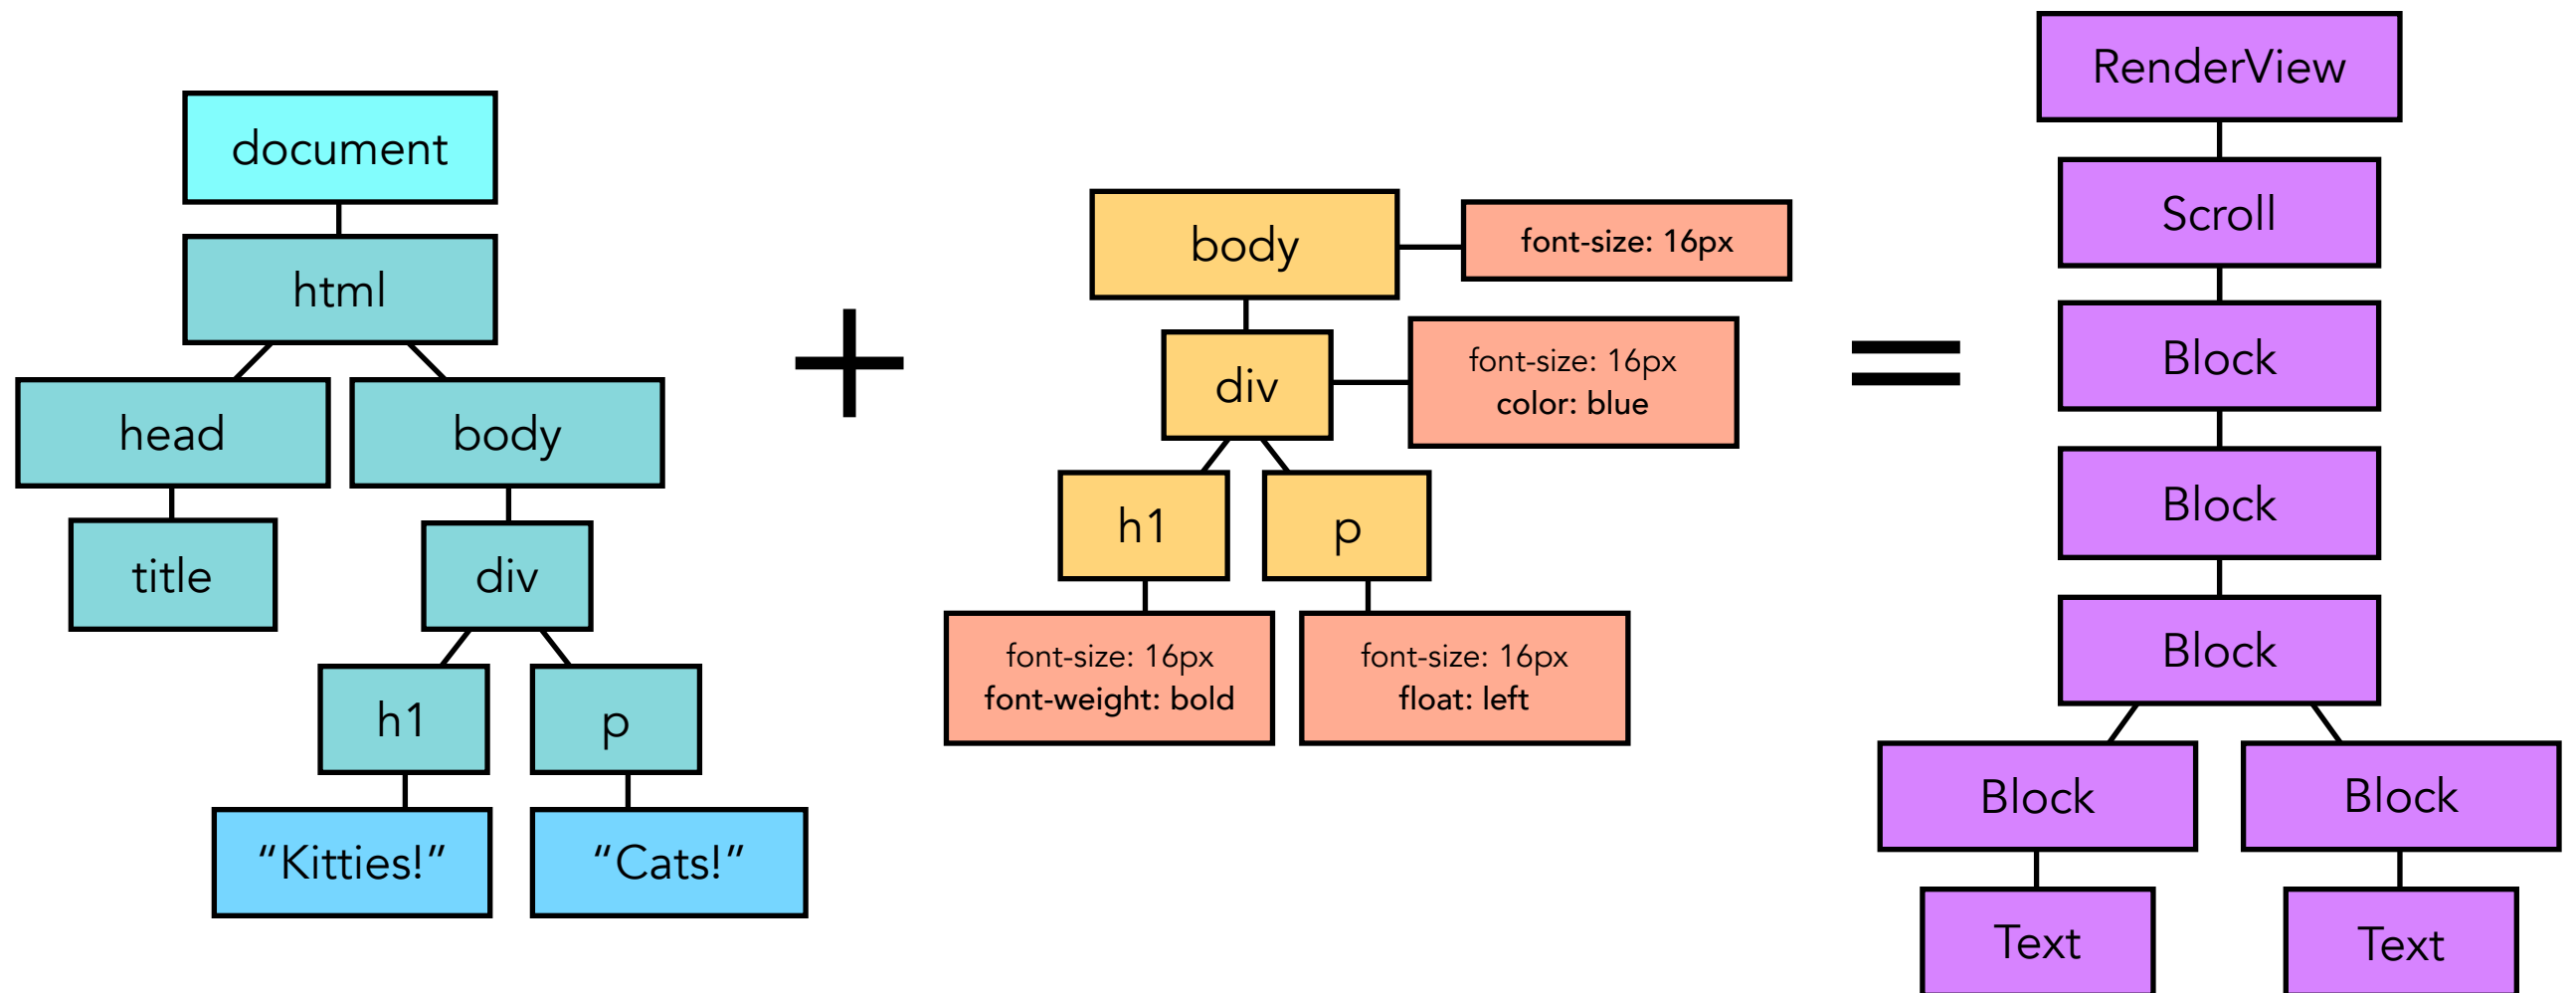 document
html
head
body
title
div
h1
p
“Kitties!”
“Cats!”
+
body
font-size: 16px
div
font-size: 16px
color: blue
h1
p
font-size: 16px
font-weight: bold
font-size: 16px
float: left
=
RenderView
Scroll
Block
Block
Block
Block
Block
Text
Text